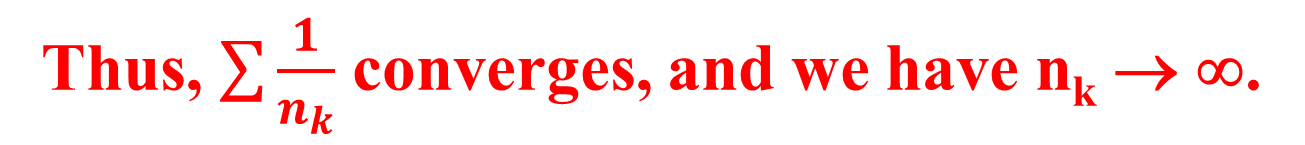 Thus, ∑ 1/n_k converges, and we have n_k → ∞.